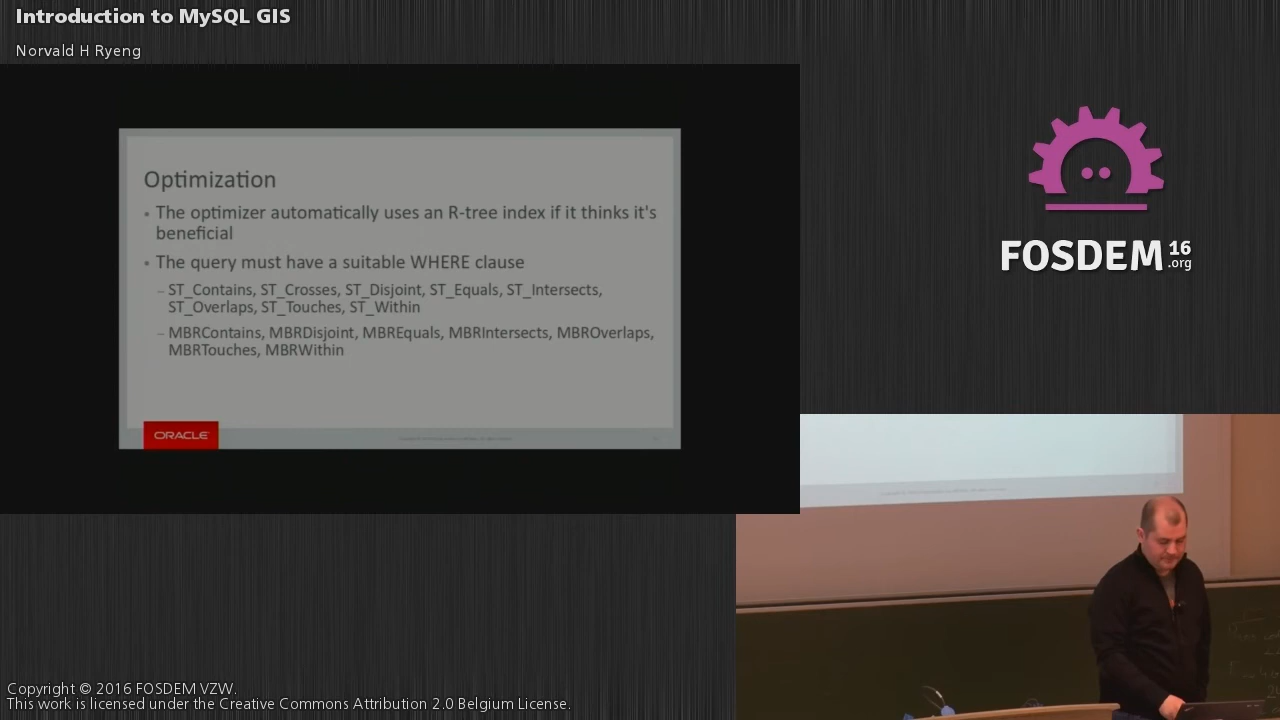 Introduction to MySQL GIS
Norvald H Ryeng
Optimization
• The optimizer automatically uses an R-tree index if it thinks it's
beneficial
• The query must have a suitable WHERE clause
– ST_Contains, ST_Crosses, ST_Disjoint, ST_Equals, ST_Intersects,
ST_Overlaps, ST_Touches, ST_Within
– MBRContains, MBRDisjoint, MBREquals, MBRIntersects, MBROverlaps,
MBRTouches, MBRWithin
ORACLE
FOSDEM 16
.org
Copyright © 2016 FOSDEM VZW.
This work is licensed under the Creative Commons Attribution 2.0 Belgium License.